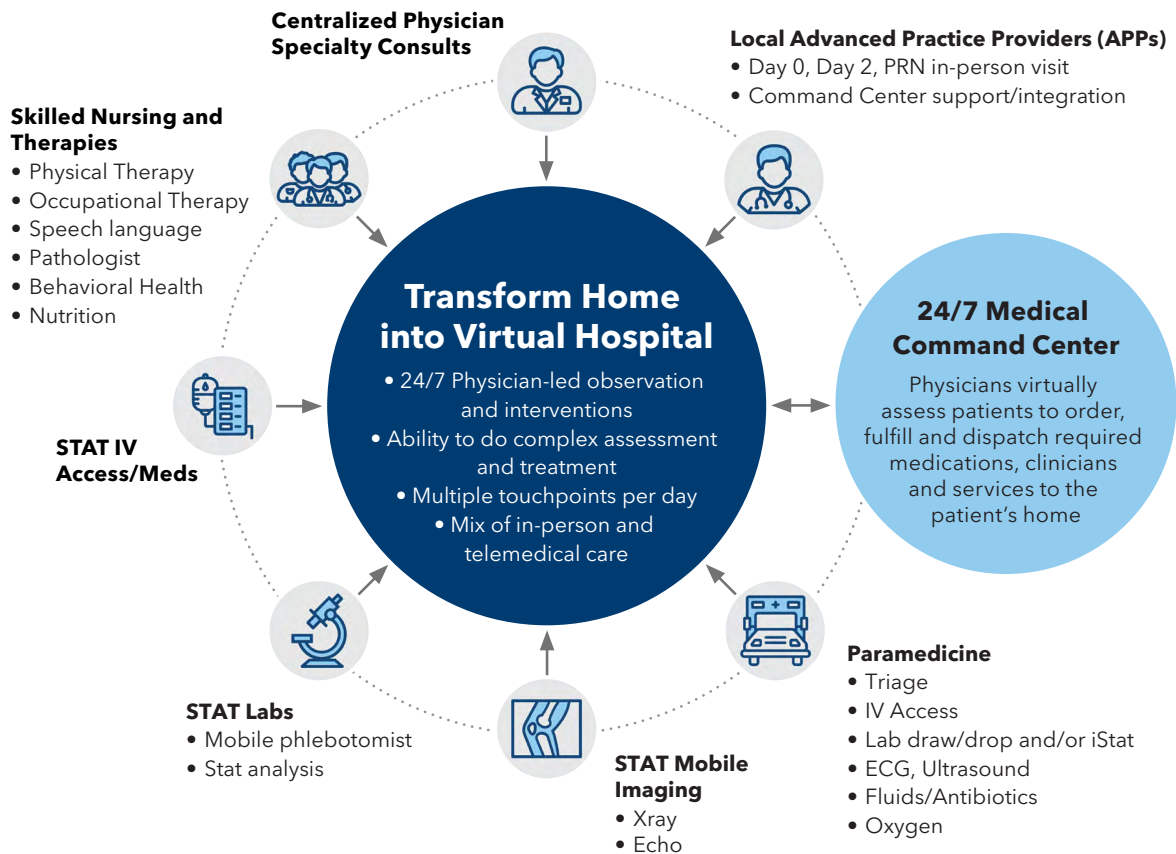 Centralized Physician
Specialty Consults
Local Advanced Practice Providers (APPs)
• Day 0, Day 2, PRN in-person visit
• Command Center support/integration
Skilled Nursing and
Therapies
• Physical Therapy
• Occupational Therapy
• Speech language
• Pathologist
• Behavioral Health
• Nutrition
Transform Home
into Virtual Hospital
• 24/7 Physician-led observation
and interventions
• Ability to do complex assessment
and treatment
• Multiple touchpoints per day
• Mix of in-person and
telemedical care
24/7 Medical
Command Center
Physicians virtually
assess patients to order,
fulfill and dispatch required
medications, clinicians
and services to the
patient's home
STAT IV
Access/Meds
STAT Labs
• Mobile phlebotomist
• Stat analysis
STAT Mobile
Imaging
• Xray
• Echo
Paramedicine
• Triage
• IV Access
• Lab draw/drop and/or iStat
• ECG, Ultrasound
• Fluids/Antibiotics
• Oxygen